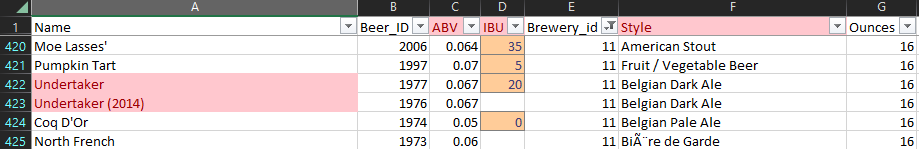 A B C D E F G
1 Name Beer_ID ABV IBU Brewery_id Style Ounces
420 Moe Lasses' 2006 0.064 35 11 American Stout 16
421 Pumpkin Tart 1997 0.07 5 11 Fruit / Vegetable Beer 16
422 Undertaker 1977 0.067 20 11 Belgian Dark Ale 16
423 Undertaker (2014) 1976 0.067 11 Belgian Dark Ale 16
424 Coq D'Or 1974 0.05 0 11 Belgian Pale Ale 16
425 North French 1973 0.06 11 BiÃ¨re de Garde 16